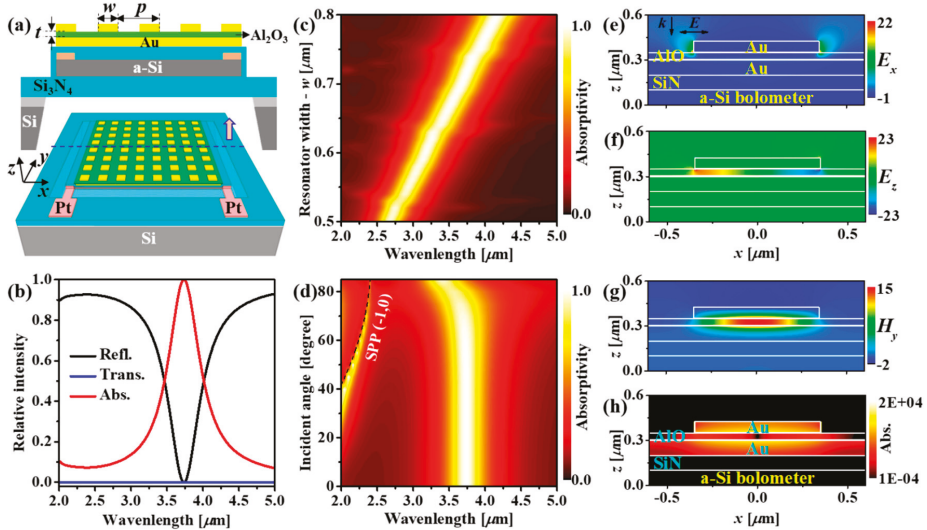 (a)
w
p
t
Al₂O₃
Au
a-Si
Si₃N₄
Si
z
y
x
Pt
Pt
Si
(b)
1.0
0.8
0.6
0.4
0.2
0.0
Relative intensity
Refl.
Trans.
Abs.
2.0 2.5 3.0 3.5 4.0 4.5 5.0
Wavelength [μm]
(c)
0.8
0.7
0.6
0.5
Resonator width - w [μm]
2.0 2.5 3.0 3.5 4.0 4.5 5.0
Wavelength [μm]
1.0
Absorptivity
0.0
(d)
80
60
40
20
0
Incident angle [degree]
SPP (-1,0)
2.0 2.5 3.0 3.5 4.0 4.5 5.0
Wavelength [μm]
1.0
Absorptivity
0.0
(e)
0.6
0.3
0.0
z [μm]
k
E
Au
AlO
Au
SiN
a-Si bolometer
22
Eₓ
-1
(f)
0.6
0.3
0.0
z [μm]
-0.5 0.0 0.5
x [μm]
23
E_z
-23
(g)
0.6
0.3
0.0
z [μm]
15
H_y
-2
(h)
0.6
0.3
0.0
z [μm]
Au
AlO
Au
SiN
a-Si bolometer
-0.5 0.0 0.5
x [μm]
2E+04
Abs.
1E-04